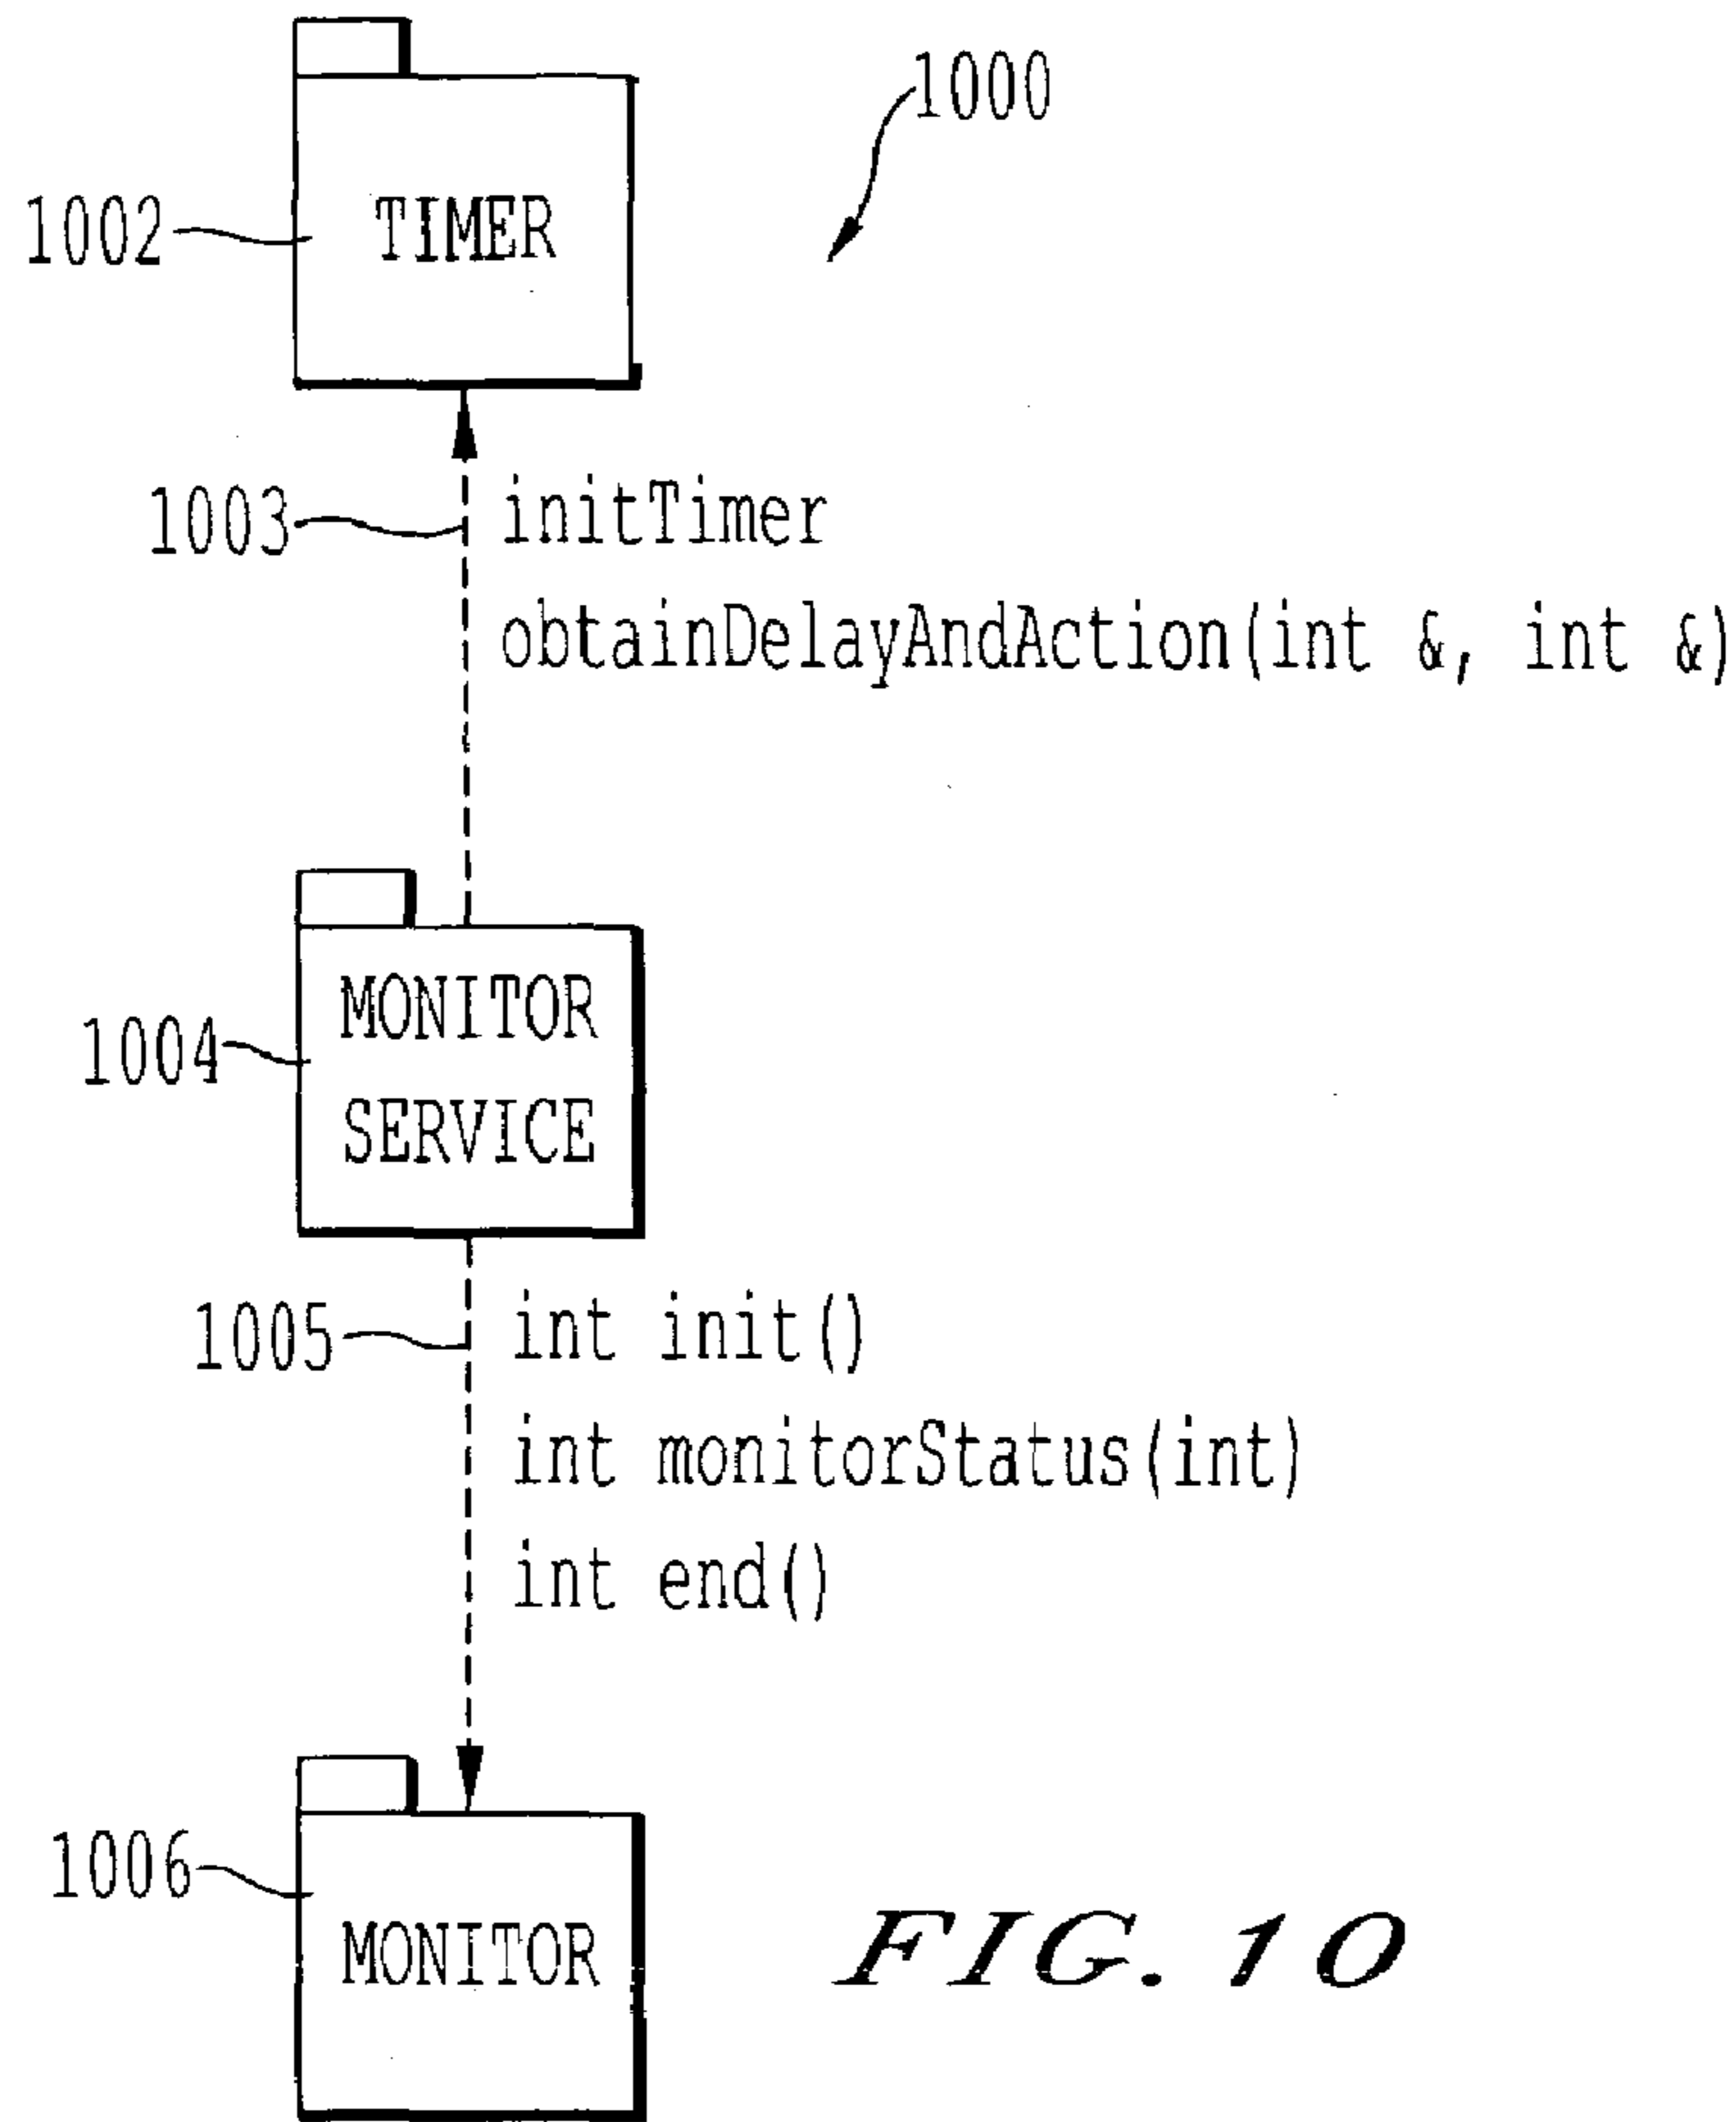 1000
1002
TIMER
1003
initTimer
obtainDelayAndAction(int &, int &)
MONITOR
1004
SERVICE
1005
int init()
int monitorStatus(int)
int end()
1006
MONITOR
FIG. 10